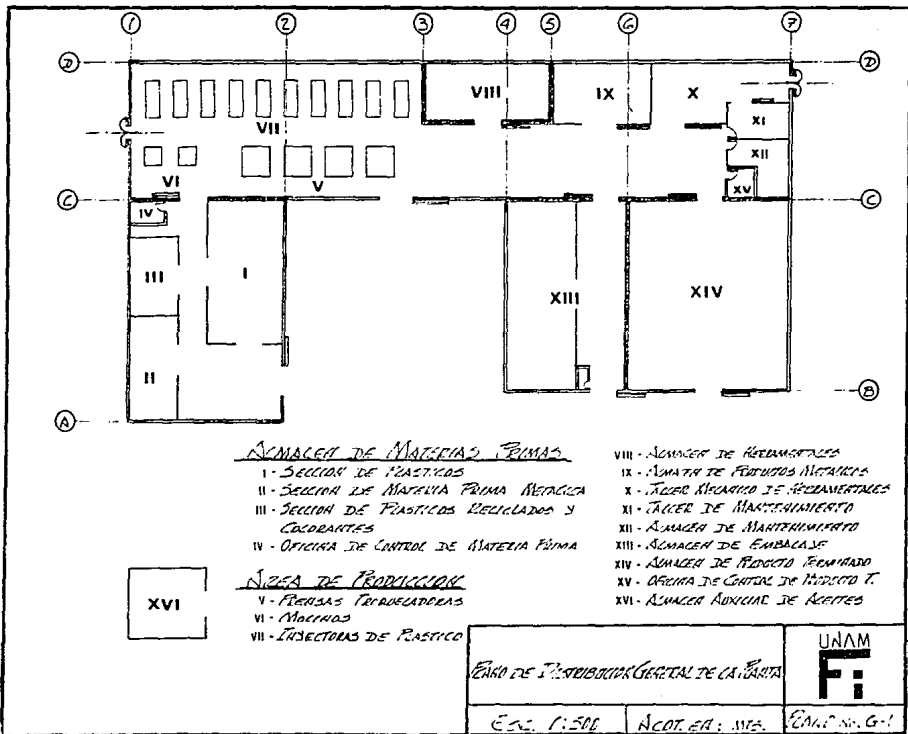 1 2 3 4 5 6 7
D D
VIII IX X
XI
VII
XII
VI V XV
C C
IV
III I XIII XIV
II
B
A
ALMACEN DE MATERIAS PRIMAS
I - SECCION DE PLASTICOS
II - SECCION DE MATERIA PRIMA METALICA
III - SECCION DE PLASTICOS RECICLADOS Y
COLORANTES
IV - OFICINA DE CONTROL DE MATERIA PRIMA
AREA DE PRODUCCION
V - PRENSAS TROQUELADORAS
VI - MOLINOS
VII - INYECTORAS DE PLASTICO
XVI
VIII - ALMACEN DE HERRAMENTALES
IX - ALMACEN DE PRODUCTOS METALICOS
X - TALLER MECANICO DE HERRAMENTALES
XI - TALLER DE MANTENIMIENTO
XII - ALMACEN DE MANTENIMIENTO
XIII - ALMACEN DE EMBALAJE
XIV - ALMACEN DE PRODUCTO TERMINADO
XV - OFICINA DE CONTROL DE PRODUCTO T.
XVI - ALMACEN AUXILIAR DE ACEITES
PLANO DE DISTRIBUCION GENERAL DE LA PLANTA
UNAM
FI
ESC. 1:500
ACOT. EN: MTS.
PLANO No. G-1